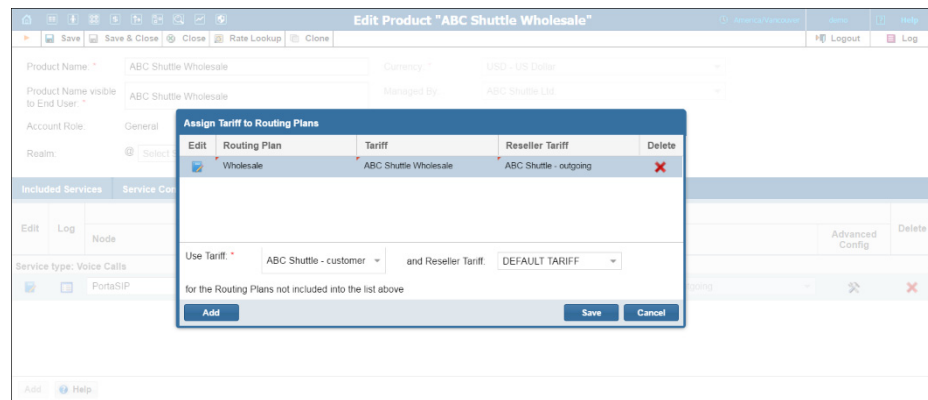 Edit Product "ABC Shuttle Wholesale"
America/Vancouver demo Help
Save Save & Close Close Rate Lookup Clone Logout Log
Product Name: * ABC Shuttle Wholesale Currency: * USD - US Dollar
Product Name visible to End User: * ABC Shuttle Wholesale Managed By ABC Shuttle Ltd
Account Role: General
Realm: @ Select
Included Services Service Con
Edit Log Node Advanced Config Delete
Service type: Voice Calls
PortaSIP going
Assign Tariff to Routing Plans
Edit Routing Plan Tariff Reseller Tariff Delete
Wholesale ABC Shuttle Wholesale ABC Shuttle - outgoing
Use Tariff: * ABC Shuttle - customer and Reseller Tariff: DEFAULT TARIFF
for the Routing Plans not included into the list above
Add Save Cancel
Add Help